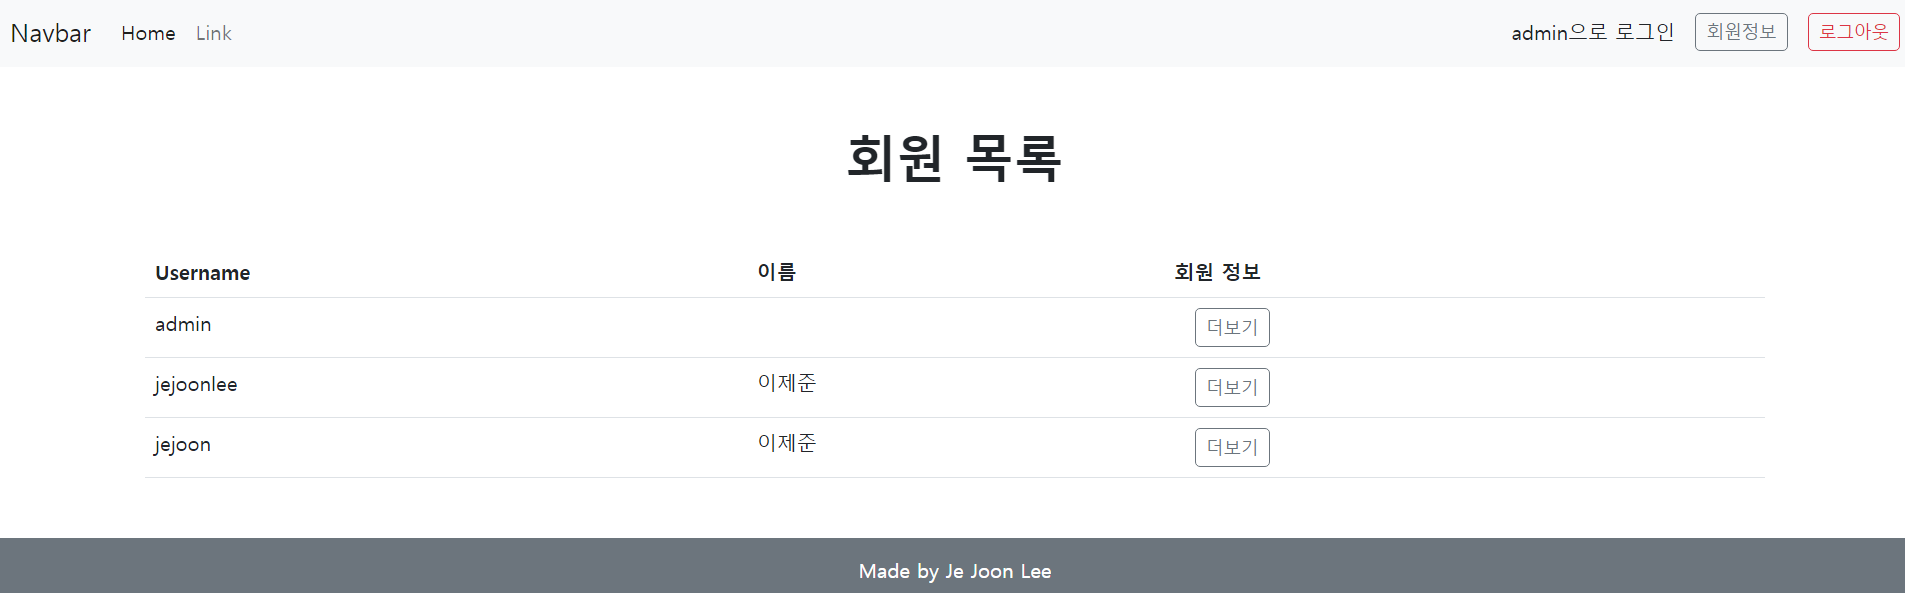 Navbar Home Link admin으로 로그인 회원정보 로그아웃
회원 목록
Username 이름 회원 정보
admin 더보기
jejoonlee 이제준 더보기
jejoon 이제준 더보기
Made by Je Joon Lee